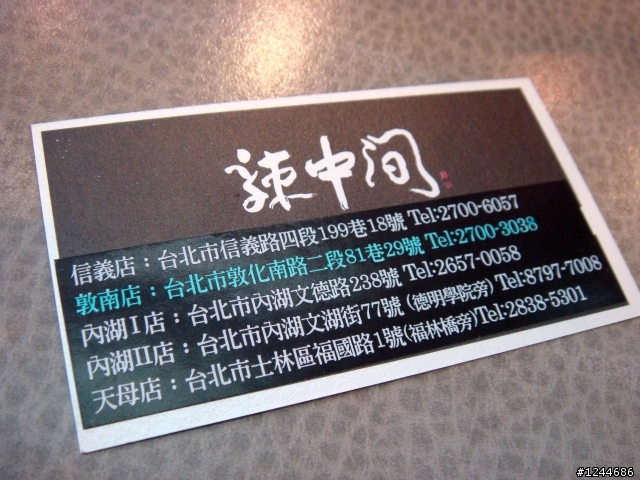 辣中間
信義店：台北市信義路四段199巷18號 Tel:2700-6057
敦南店：台北市敦化南路二段81巷29號 Tel:2700-3038
內湖I店：台北市內湖文德路238號 Tel:2657-0058
內湖II店：台北市內湖文湖街77號 (德明學院旁) Tel:8797-7008
天母店：台北市士林區福國路1號(福林橋旁)Tel:2838-5301
#1244686